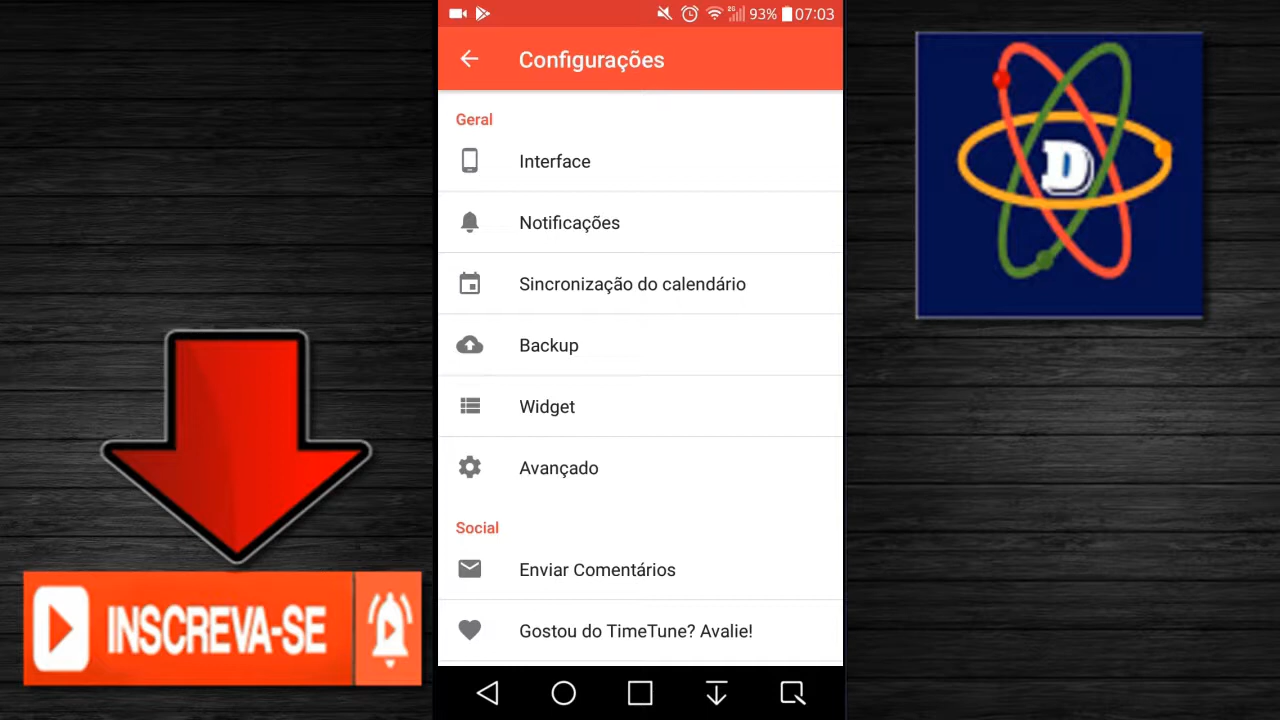 2G 93% 07:03
Configurações
Geral
Interface
Notificações
Sincronização do calendário
Backup
Widget
Avançado
Social
Enviar Comentários
Gostou do TimeTune? Avalie!
D
INSCREVA-SE